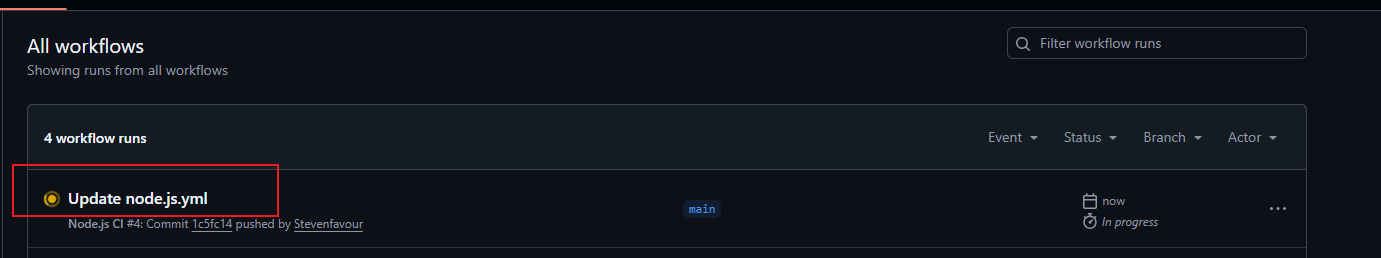 All workflows
Showing runs from all workflows
Filter workflow runs
4 workflow runs
Event
Status
Branch
Actor
Update node.js.yml
Node.js CI #4: Commit 1c5fc14 pushed by Stevenfavour
main
now
In progress